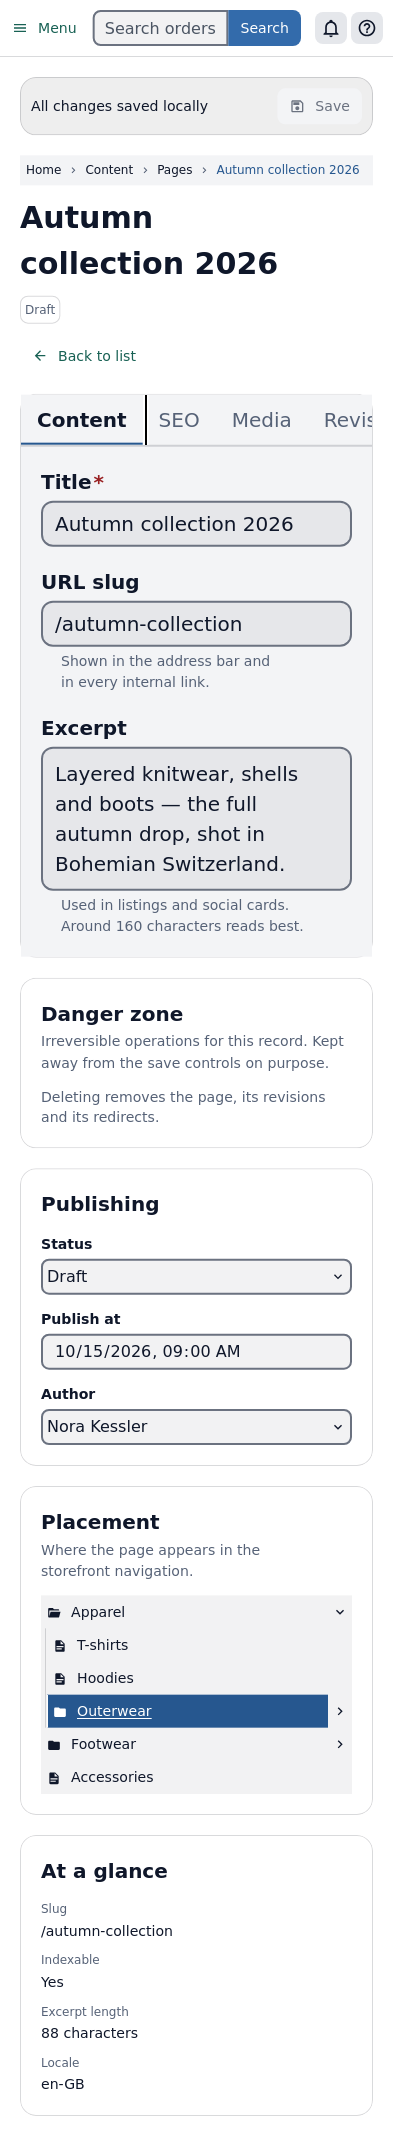 Menu
Search orders
Search
All changes saved locally
Save
Home › Content › Pages › Autumn collection 2026
Autumn
collection 2026
Draft
Back to list
Content
SEO
Media
Title*
Autumn collection 2026
URL slug
/autumn-collection
Shown in the address bar and
in every internal link.
Excerpt
Layered knitwear, shells
and boots — the full
autumn drop, shot in
Bohemian Switzerland.
Used in listings and social cards.
Around 160 characters reads best.
Danger zone
Irreversible operations for this record. Kept
away from the save controls on purpose.
Deleting removes the page, its revisions
and its redirects.
Publishing
Status
Draft
Publish at
10/15/2026, 09:00 AM
Author
Nora Kessler
Placement
Where the page appears in the
storefront navigation.
Apparel
T-shirts
Hoodies
Outerwear
Footwear
Accessories
At a glance
Slug
/autumn-collection
Indexable
Yes
Excerpt length
88 characters
Locale
en-GB